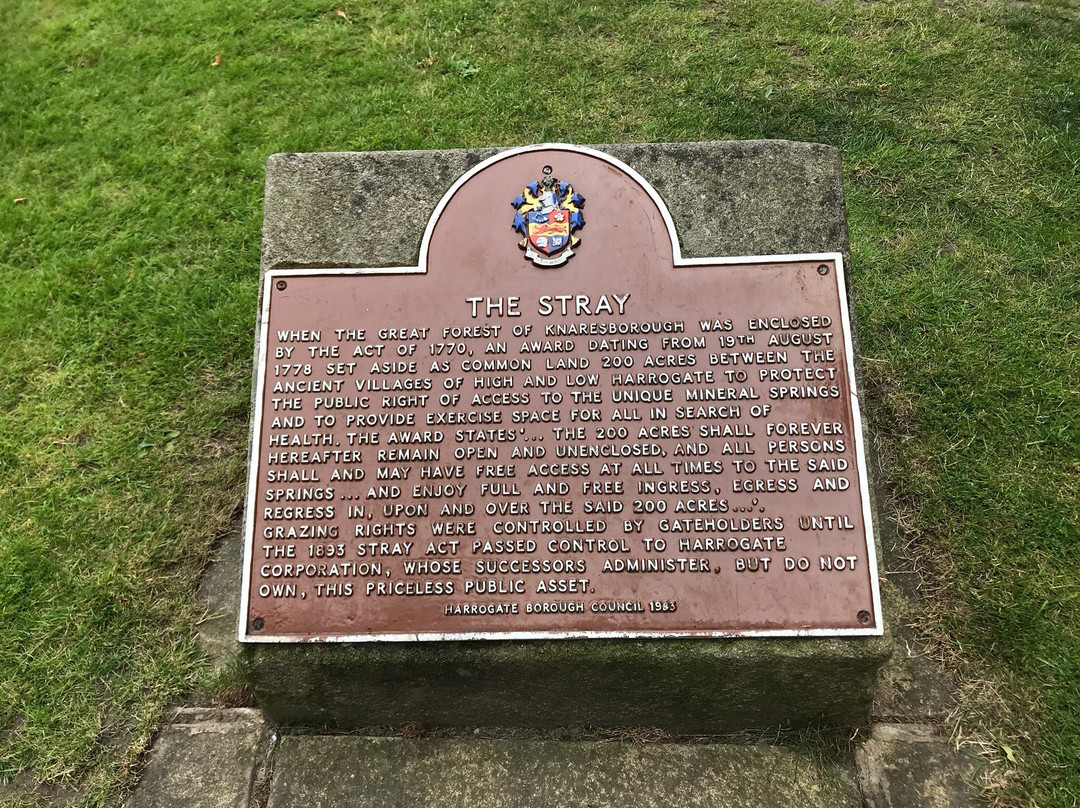 THE STRAY
WHEN THE GREAT FOREST OF KNARESBOROUGH WAS ENCLOSED
BY THE ACT OF 1770, AN AWARD DATING FROM 19TH AUGUST
1778 SET ASIDE AS COMMON LAND 200 ACRES BETWEEN THE
ANCIENT VILLAGES OF HIGH AND LOW HARROGATE TO PROTECT
THE PUBLIC RIGHT OF ACCESS TO THE UNIQUE MINERAL SPRINGS
AND TO PROVIDE EXERCISE SPACE FOR ALL IN SEARCH OF
HEALTH. THE AWARD STATES '... THE 200 ACRES SHALL FOREVER
HEREAFTER REMAIN OPEN AND UNENCLOSED, AND ALL PERSONS
SHALL AND MAY HAVE FREE ACCESS AT ALL TIMES TO THE SAID
SPRINGS ... AND ENJOY FULL AND FREE INGRESS, EGRESS AND
REGRESS IN, UPON AND OVER THE SAID 200 ACRES ...'.
GRAZING RIGHTS WERE CONTROLLED BY GATEHOLDERS UNTIL
THE 1893 STRAY ACT PASSED CONTROL TO HARROGATE
CORPORATION, WHOSE SUCCESSORS ADMINISTER, BUT DO NOT
OWN, THIS PRICELESS PUBLIC ASSET.
HARROGATE BOROUGH COUNCIL 1983